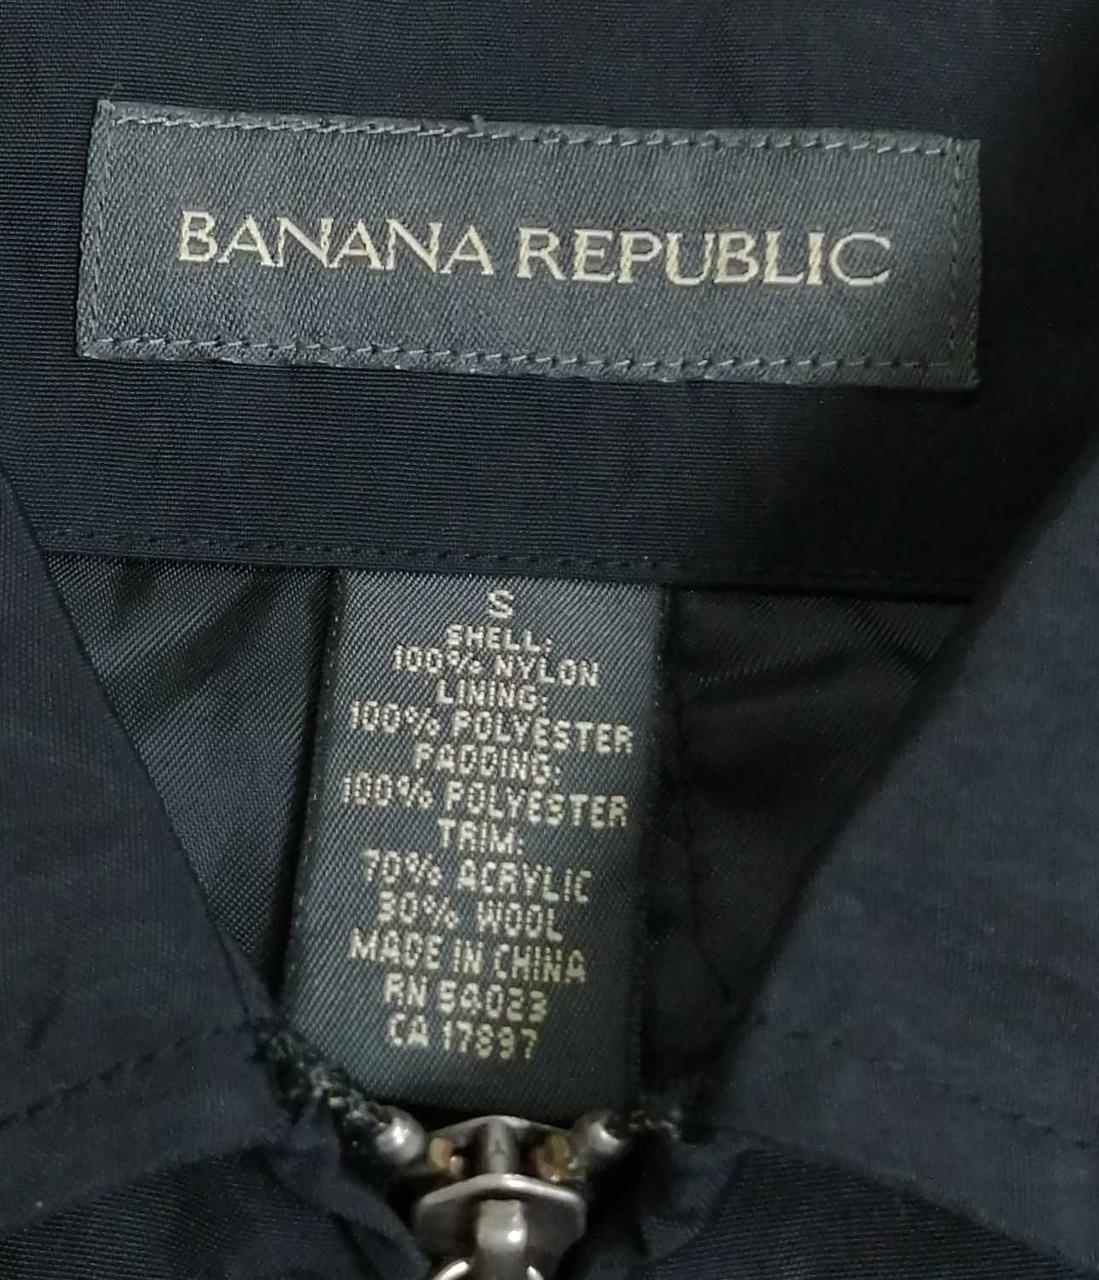 BANANA REPUBLIC
S
SHELL:
100% NYLON
LINING:
100% POLYESTER
PADDING:
100% POLYESTER
TRIM:
70% ACRYLIC
30% WOOL
MADE IN CHINA
RN 54023
CA 17897